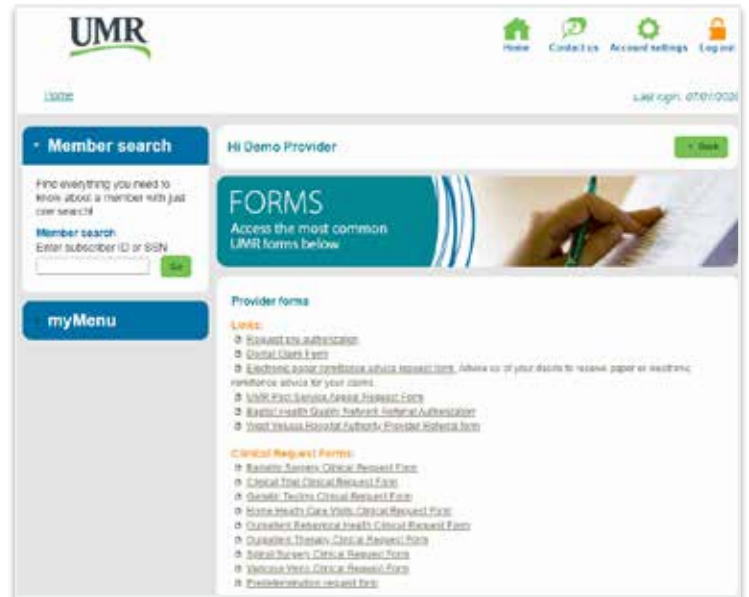 UMR
Home Contact us Account settings Log out
Home
Last login: 07/01/202
Member search
Hi Demo Provider
Back
Find everything you need to
know about a member with just
one search!
Member search
Enter subscriber ID or SSN
Go
FORMS
Access the most common
UMR forms below
myMenu
Provider forms
Links:
Request pre authorization
Dental Claim Form
Electronic paper remittance advice request form. Advise us of your desire to receive paper or electronic
remittance advice for your claims.
UMR Post Service Appeal Request Form
Baptist Health Quality Network Referral Authorization
West Volusia Hospital Authority Provider Referral form
Clinical Request Forms:
Bariatric Surgery Clinical Request Form
Clinical Trial Clinical Request Form
Genetic Testing Clinical Request Form
Home Health Care Visits Clinical Request Form
Outpatient Behavioral Health Clinical Request Form
Outpatient Therapy Clinical Request Form
Spinal Surgery Clinical Request Form
Varicose Veins Clinical Request Form
Predetermination request form